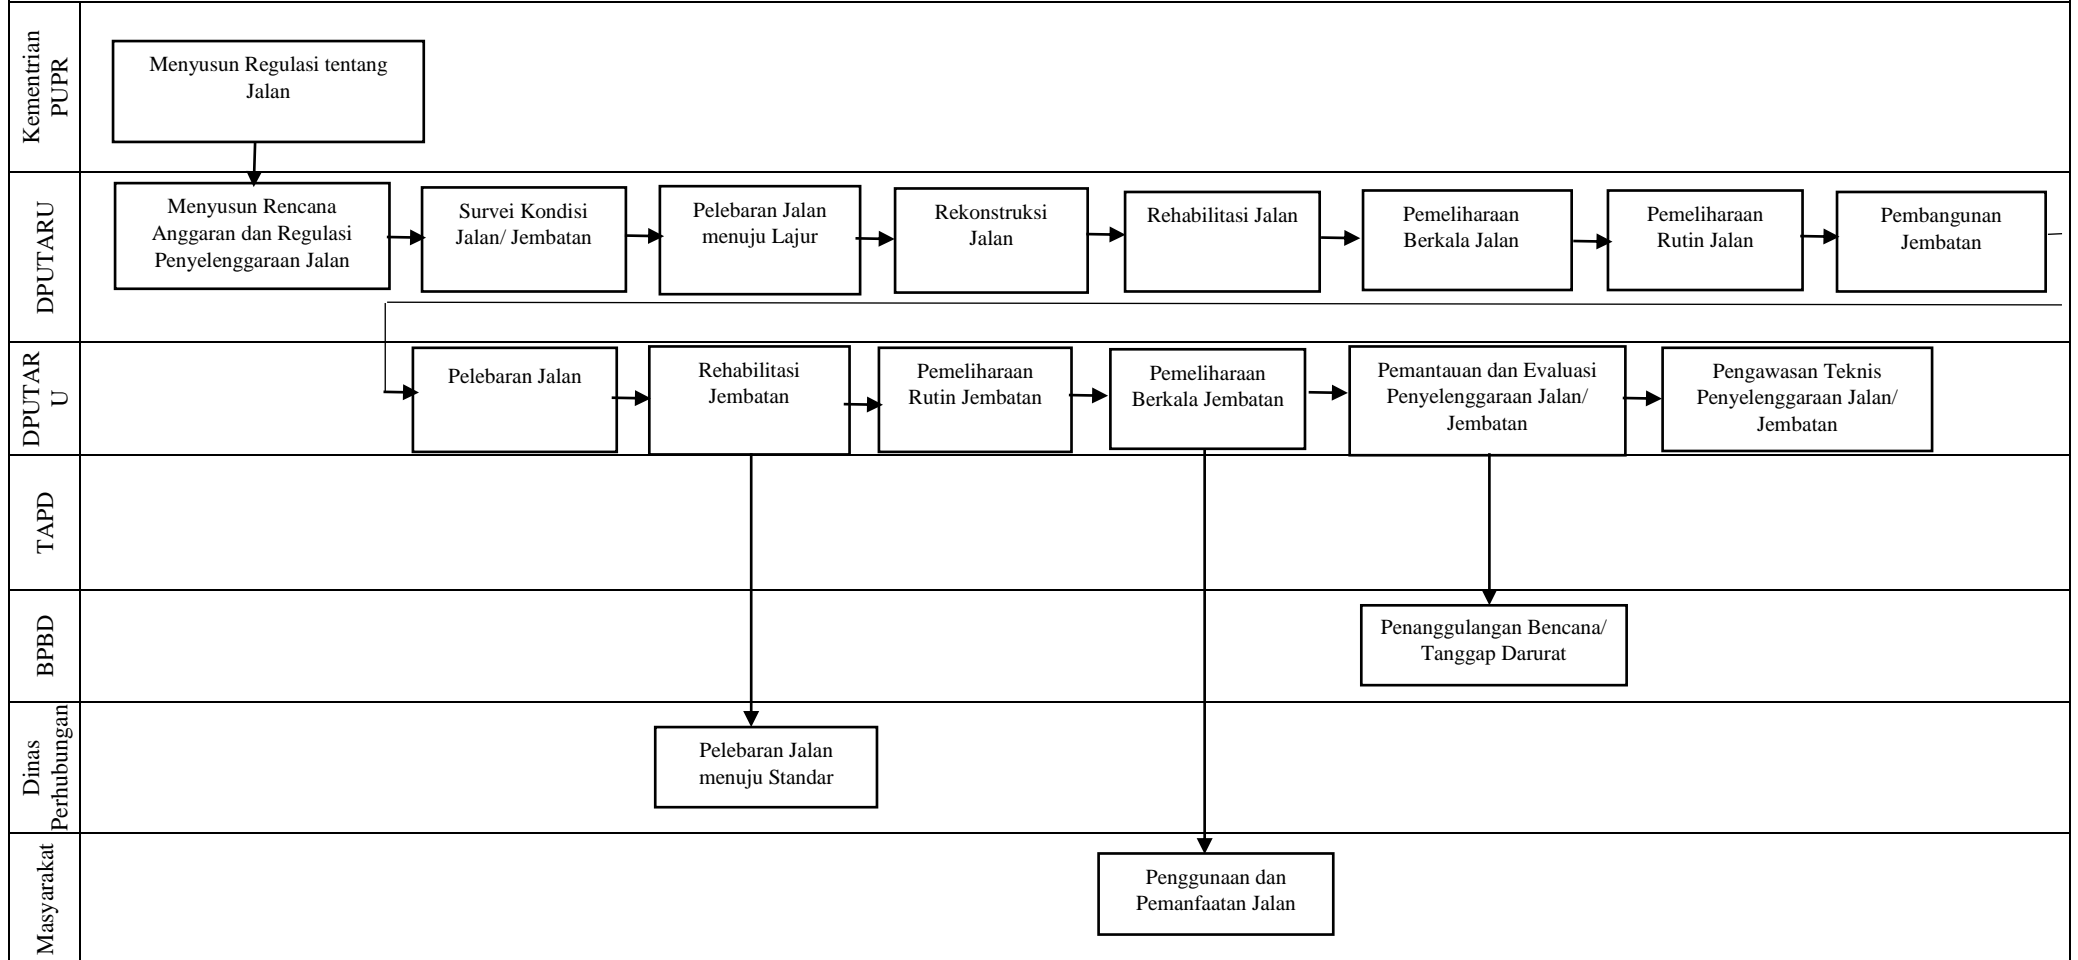 Kementrian
PUPR
Menyusun Regulasi tentang
Jalan
DPUTARU
Menyusun Rencana
Anggaran dan Regulasi
Penyelenggaraan Jalan
Survei Kondisi
Jalan/ Jembatan
Pelebaran Jalan
menuju Lajur
Rekonstruksi
Jalan
Rehabilitasi Jalan
Pemeliharaan
Berkala Jalan
Pemeliharaan
Rutin Jalan
Pembangunan
Jembatan
DPUTAR
U
Pelebaran Jalan
Rehabilitasi
Jembatan
Pemeliharaan
Rutin Jembatan
Pemeliharaan
Berkala Jembatan
Pemantauan dan Evaluasi
Penyelenggaraan Jalan/
Jembatan
Pengawasan Teknis
Penyelenggaraan Jalan/
Jembatan
TAPD
BPBD
Penanggulangan Bencana/
Tanggap Darurat
Dinas
Perhubungan
Pelebaran Jalan
menuju Standar
Masyarakat
Penggunaan dan
Pemanfaatan Jalan